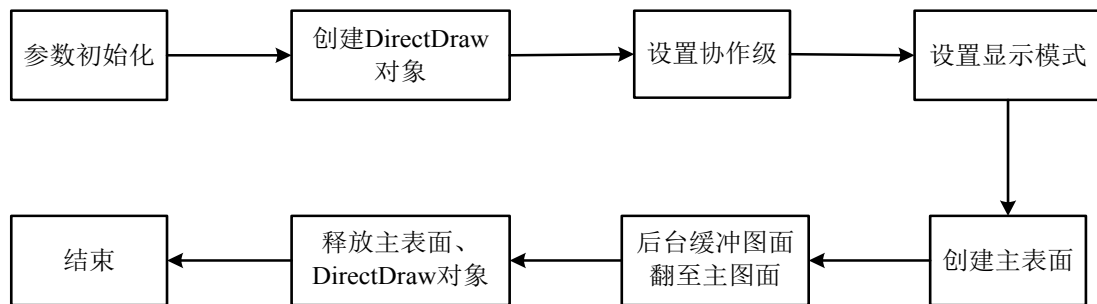 参数初始化
创建DirectDraw
对象
设置协作级
设置显示模式
创建主表面
后台缓冲图面
翻至主图面
释放主表面、
DirectDraw对象
结束